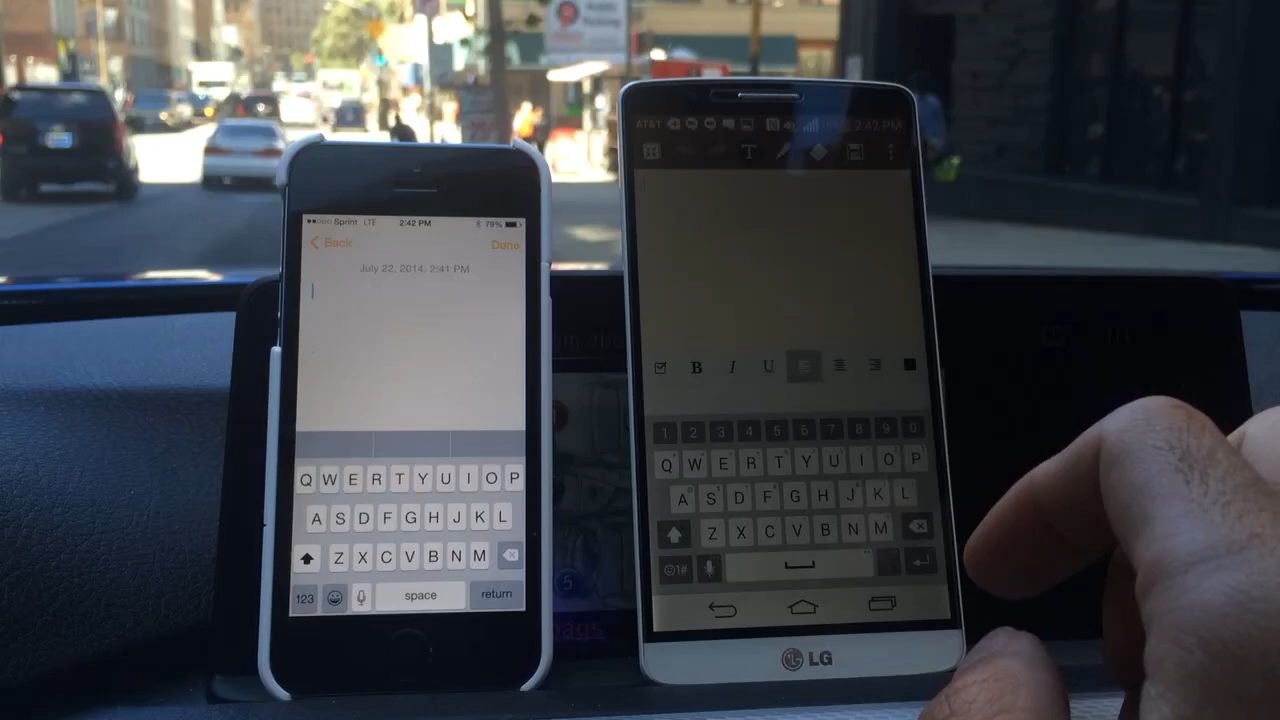 Sprint LTE 2:42 PM 79%
Back Done
July 22, 2014, 2:41 PM
Q W E R T Y U I O P
A S D F G H J K L
Z X C V B N M
123 space return
AT&T 2:42 PM
T
B I U
1 2 3 4 5 6 7 8 9 0
Q W E R T Y U I O P
A S D F G H J K L
Z X C V B N M
LG
5